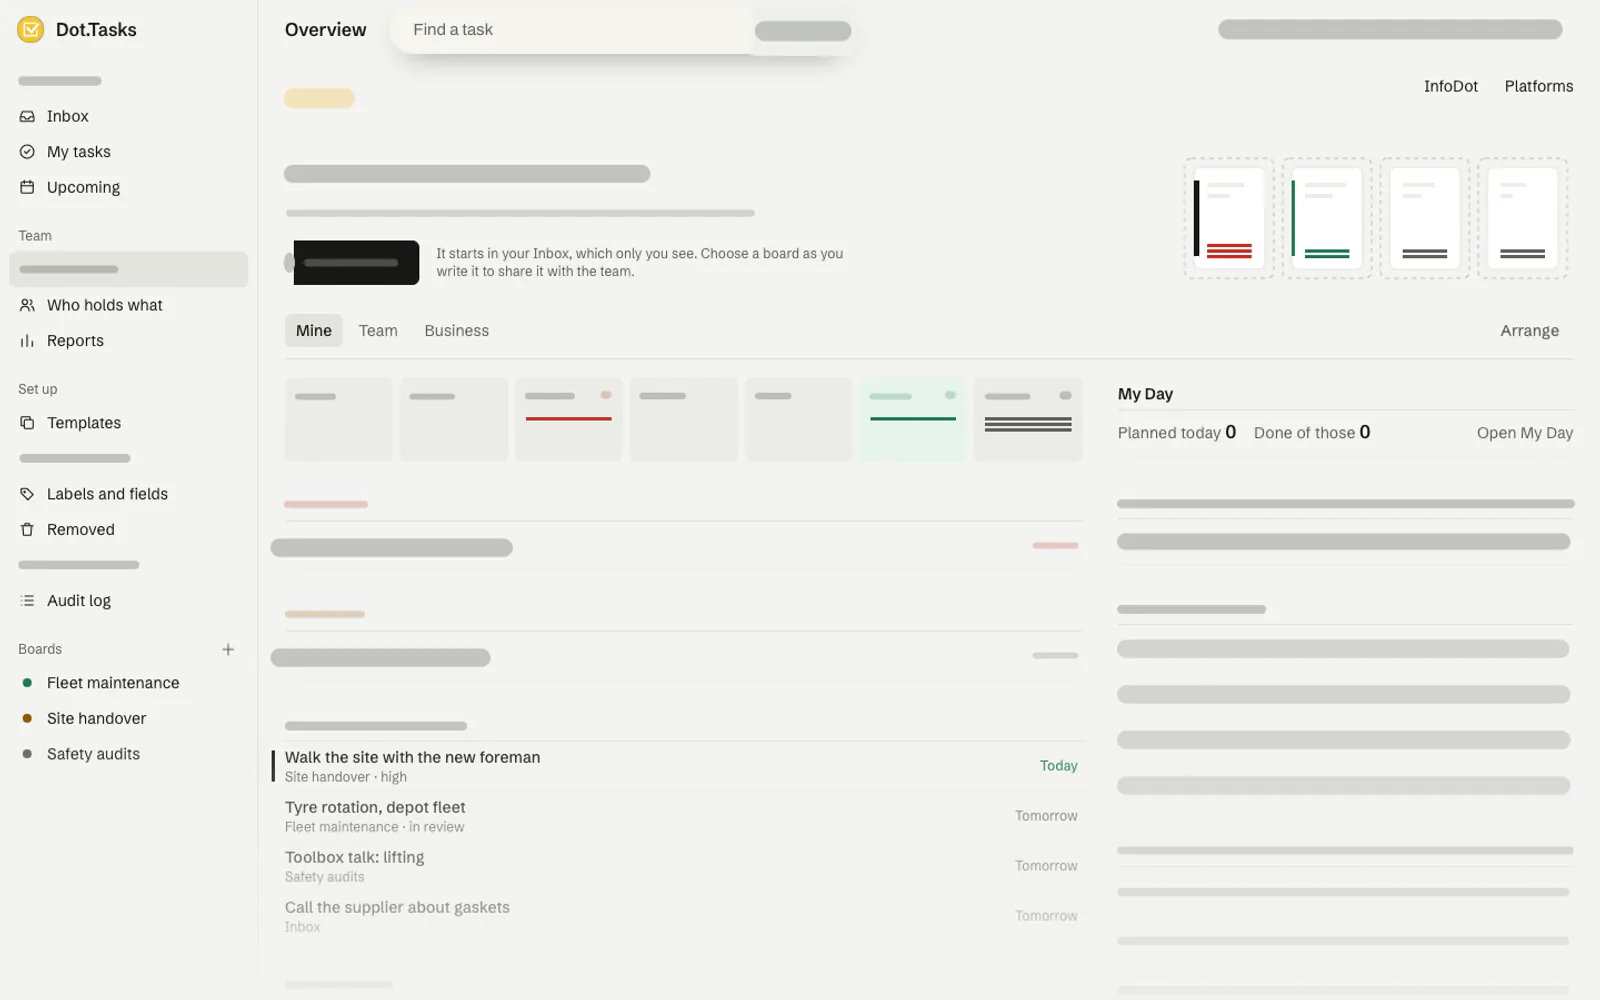 Dot.Tasks
Inbox
My tasks
Upcoming
Team
Who holds what
Reports
Set up
Templates
Labels and fields
Removed
Audit log
Boards
Fleet maintenance
Site handover
Safety audits
Overview
Find a task
InfoDot
Platforms
It starts in your Inbox, which only you see. Choose a board as you
write it to share it with the team.
Mine
Team
Business
Arrange
My Day
Planned today 0
Done of those 0
Open My Day
Walk the site with the new foreman
Site handover · high
Today
Tyre rotation, depot fleet
Fleet maintenance · in review
Tomorrow
Toolbox talk: lifting
Safety audits
Tomorrow
Call the supplier about gaskets
Inbox
Tomorrow